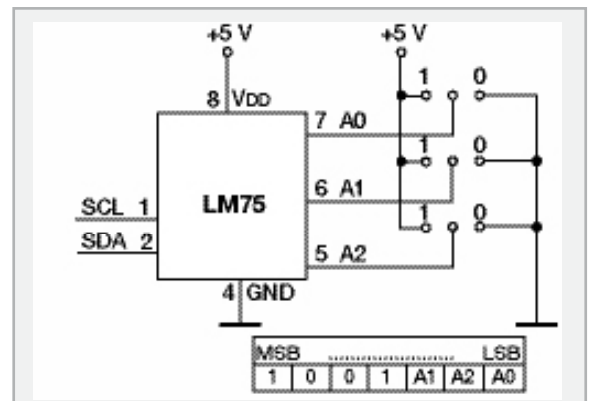 +5 V +5 V
1 0
8 VDD
7 A0
1 0
6 A1
LM75
SCL 1
1 0
SDA 2
5 A2
4 GND
MSB ...................... LSB
1 0 0 1 A1 A2 A0